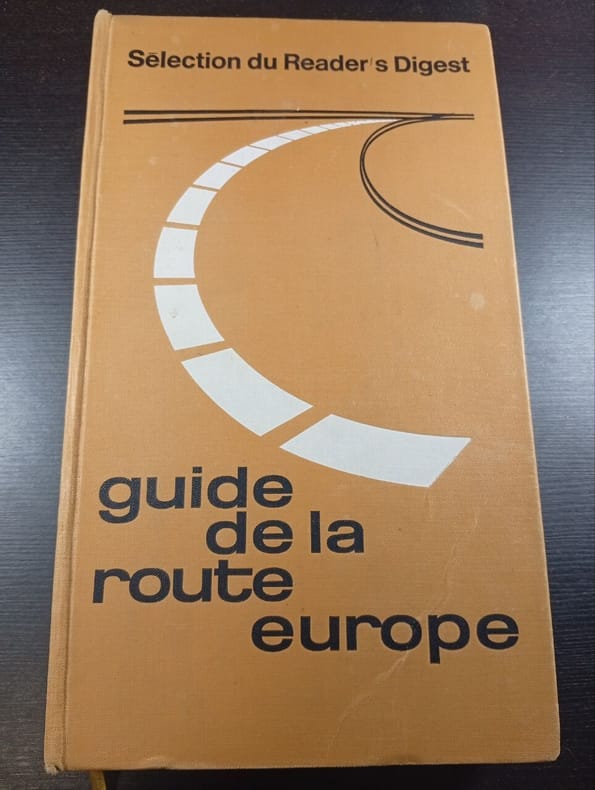 Sélection du Reader's Digest
guide
de la
route
europe